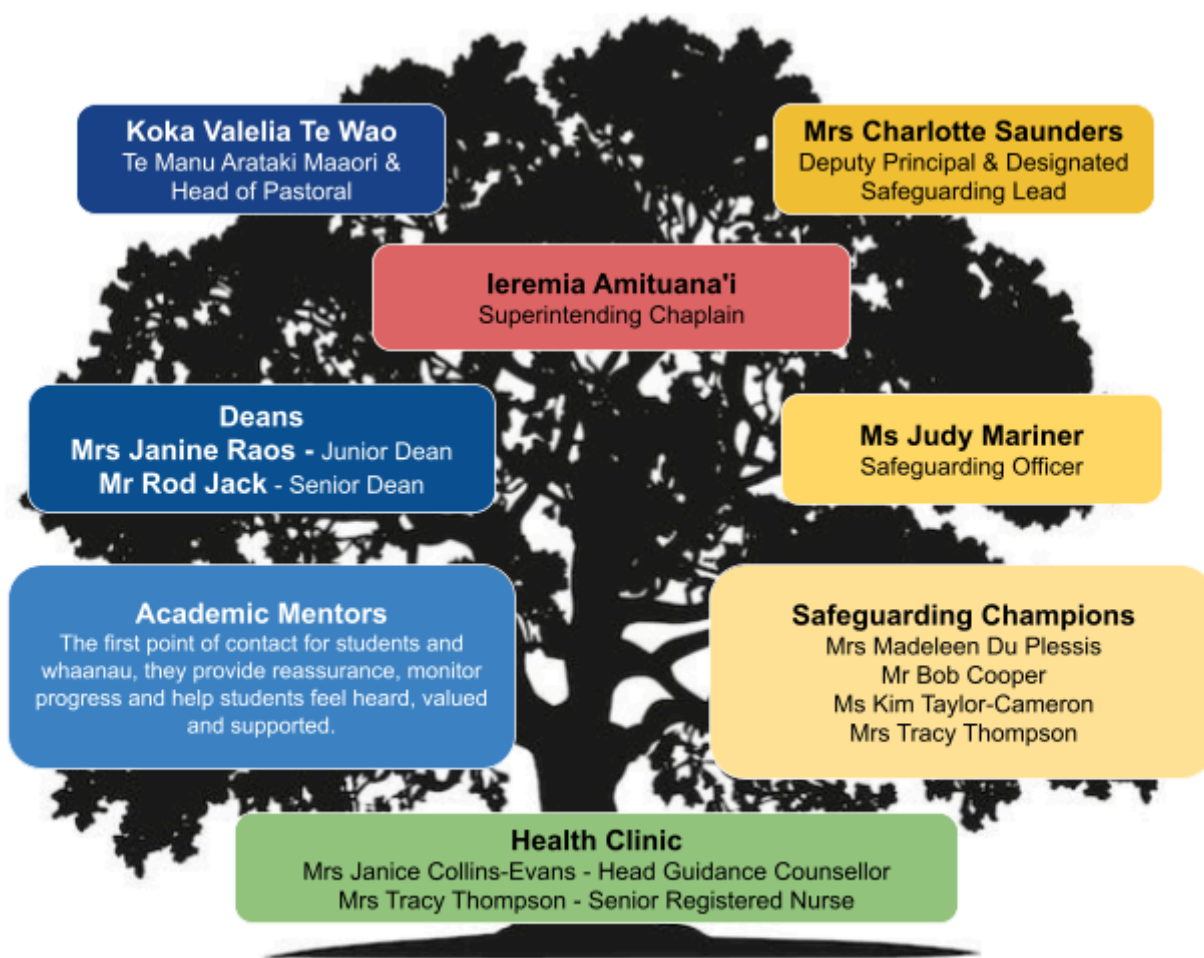 Koka Valelia Te Wao
Te Manu Arataki Maaori &
Head of Pastoral
Mrs Charlotte Saunders
Deputy Principal & Designated
Safeguarding Lead
Ieremia Amituana'i
Superintending Chaplain
Deans
Mrs Janine Raos - Junior Dean
Mr Rod Jack - Senior Dean
Ms Judy Mariner
Safeguarding Officer
Academic Mentors
The first point of contact for students and
whaanau, they provide reassurance, monitor
progress and help students feel heard, valued
and supported.
Safeguarding Champions
Mrs Madeleen Du Plessis
Mr Bob Cooper
Ms Kim Taylor-Cameron
Mrs Tracy Thompson
Health Clinic
Mrs Janice Collins-Evans - Head Guidance Counsellor
Mrs Tracy Thompson - Senior Registered Nurse